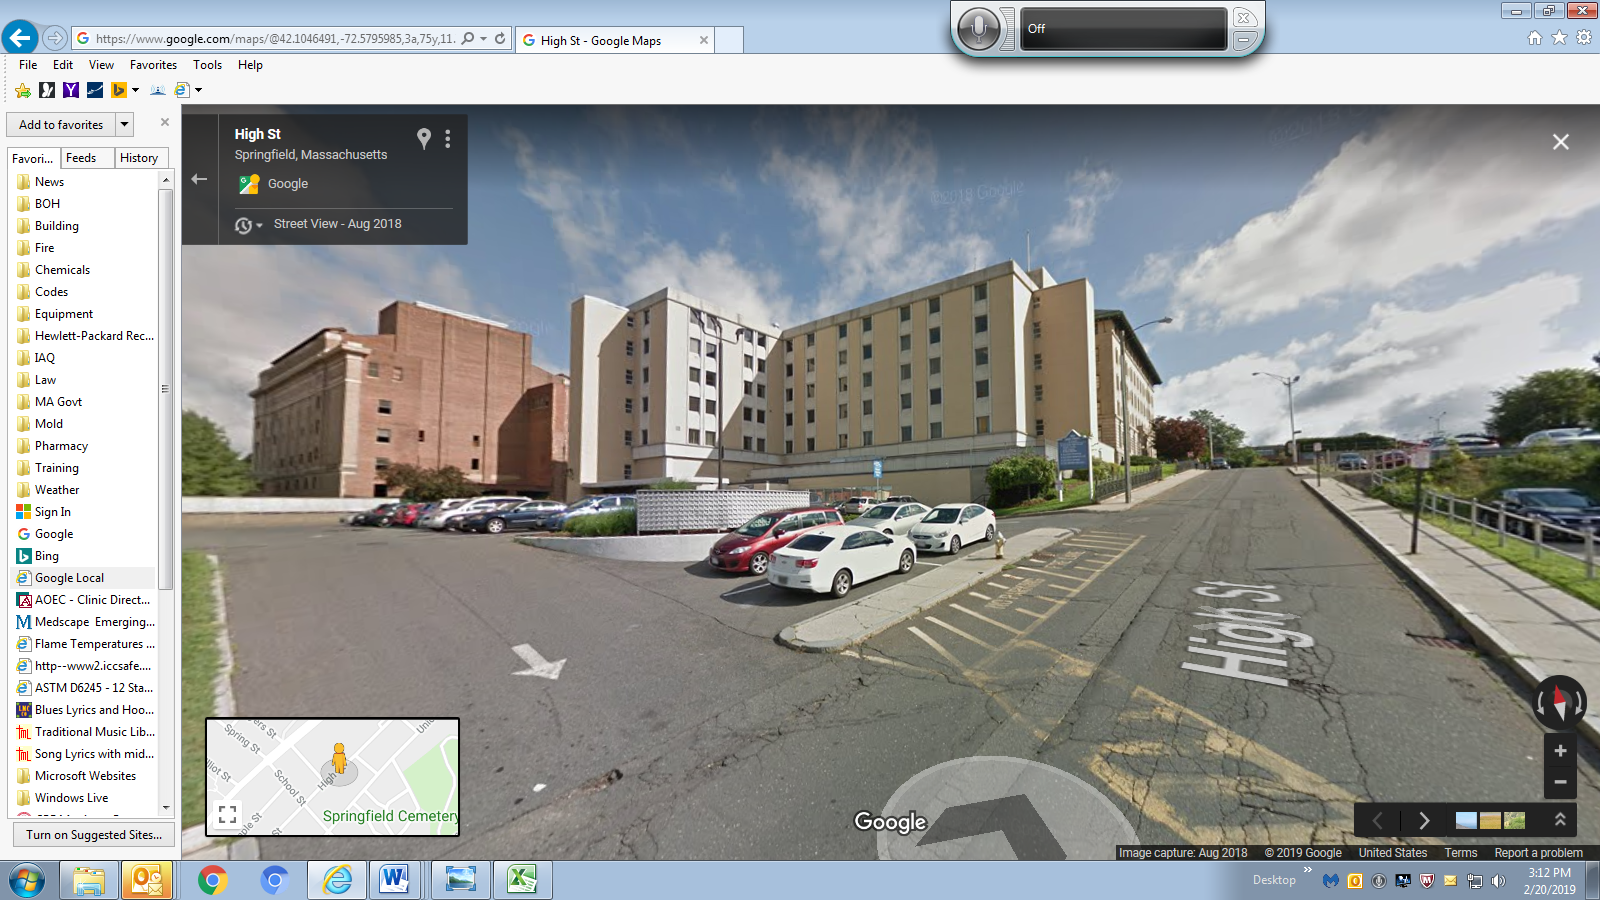 Off
https://www.google.com/maps/@42.1046491,-72.5795985,3a,75y,11.
High St - Google Maps
File Edit View Favorites Tools Help
Add to favorites
Favori... Feeds History
News
BOH
Building
Fire
Chemicals
Codes
Equipment
Hewlett-Packard Rec...
IAQ
Law
MA Govt
Mold
Pharmacy
Training
Weather
Sign In
Google
Bing
Google Local
AOEC - Clinic Direct...
Medscape Emerging...
Flame Temperatures ...
http--www2.iccsafe....
ASTM D6245 - 12 Sta...
Blues Lyrics and Hoo...
Traditional Music Lib...
Song Lyrics with mid...
Microsoft Websites
Windows Live
Turn on Suggested Sites...
High St
Springfield, Massachusetts
Google
Street View - Aug 2018
©2018 Google
High St
Spring St
School St
High
Springfield Cemetery
Google
Image capture: Aug 2018 © 2019 Google United States Terms Report a problem
Desktop
3:12 PM
2/20/2019